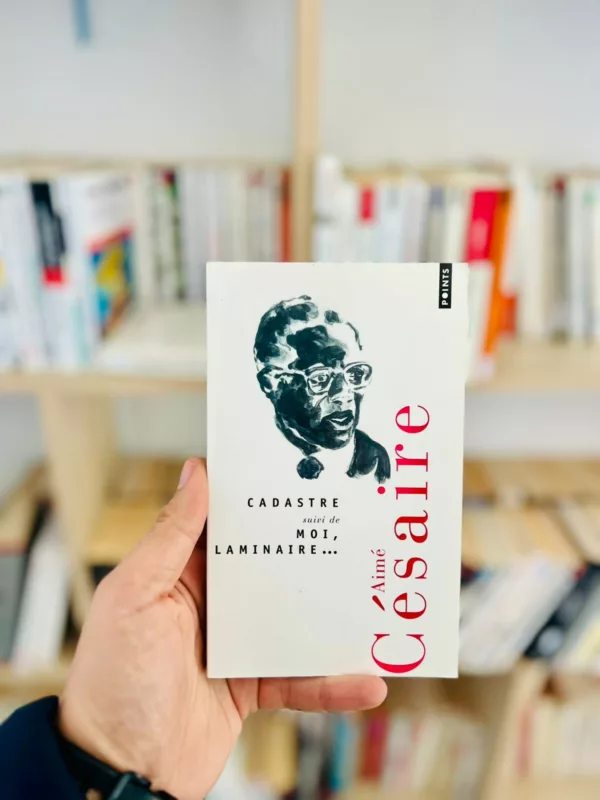 POINTS
CADASTRE
suivi de
MOI,
LAMINAIRE...
Aimé
Césaire